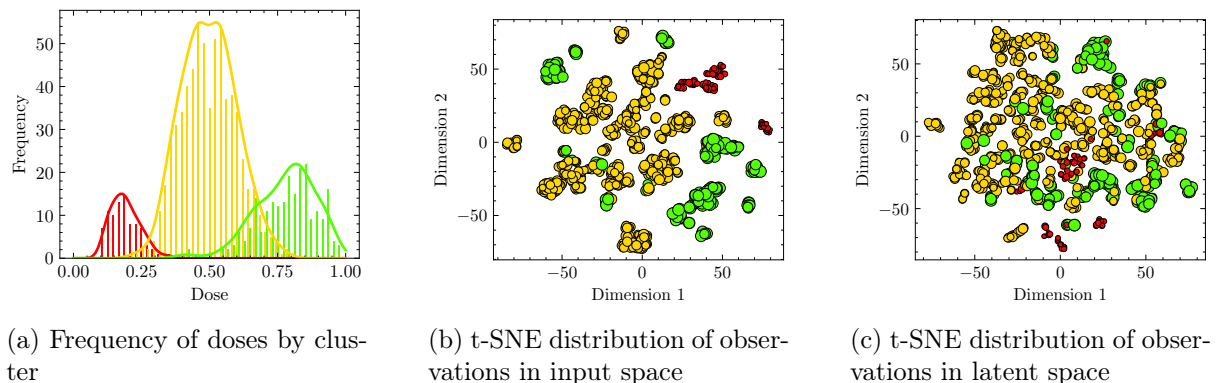 50
40
30
20
10
0
Frequency
0.00 0.25 0.50 0.75 1.00
Dose
(a) Frequency of doses by clus-
ter
50
0
−50
Dimension 2
−50 0 50
Dimension 1
(b) t-SNE distribution of obser-
vations in input space
50
0
−50
Dimension 2
−50 0 50
Dimension 1
(c) t-SNE distribution of obser-
vations in latent space